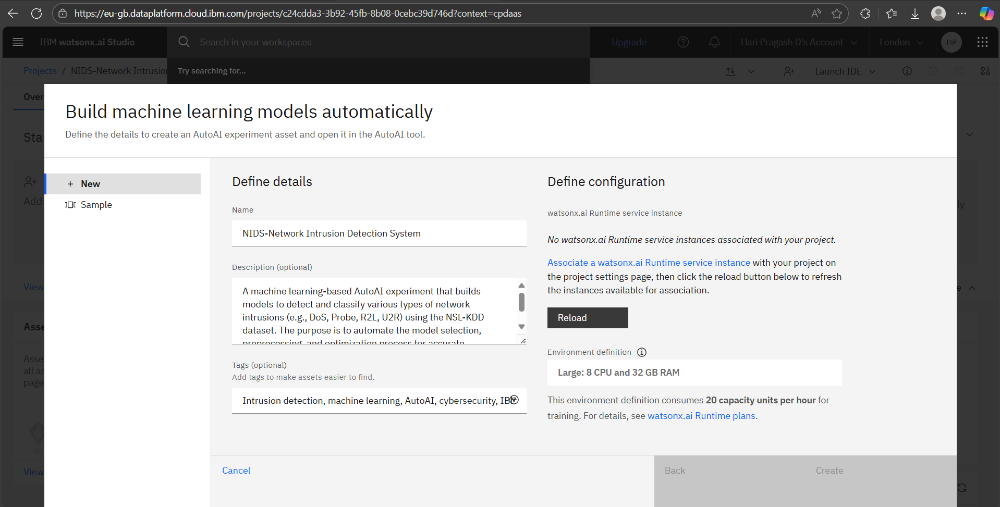 https://eu-gb.dataplatform.cloud.ibm.com/projects/c24cdda3-3b92-45fb-8b08-0cebc39d746d?context=cpdaas
IBM watsonx.ai Studio
Search in your workspaces
Upgrade
Hari Pragash D's Account
London
HP
Projects / NIDS-Network Intrusion
Try searching for...
Launch IDE
Build machine learning models automatically
Define the details to create an AutoAI experiment asset and open it in the AutoAI tool.
New
Sample
Define details
Name
NIDS-Network Intrusion Detection System
Description (optional)
A machine learning-based AutoAI experiment that builds
models to detect and classify various types of network
intrusions (e.g., DoS, Probe, R2L, U2R) using the NSL-KDD
dataset. The purpose is to automate the model selection,
preprocessing, and optimization process for accurate
Tags (optional)
Add tags to make assets easier to find.
Intrusion detection, machine learning, AutoAI, cybersecurity, IBM
Define configuration
watsonx.ai Runtime service instance
No watsonx.ai Runtime service instances associated with your project.
Associate a watsonx.ai Runtime service instance with your project on
the project settings page, then click the reload button below to refresh
the instances available for association.
Reload
Environment definition
Large: 8 CPU and 32 GB RAM
This environment definition consumes 20 capacity units per hour for
training. For details, see watsonx.ai Runtime plans.
Cancel
Back
Create
Over
Sta
Add
View
Asse
Asse
all as
page
View
ly
e